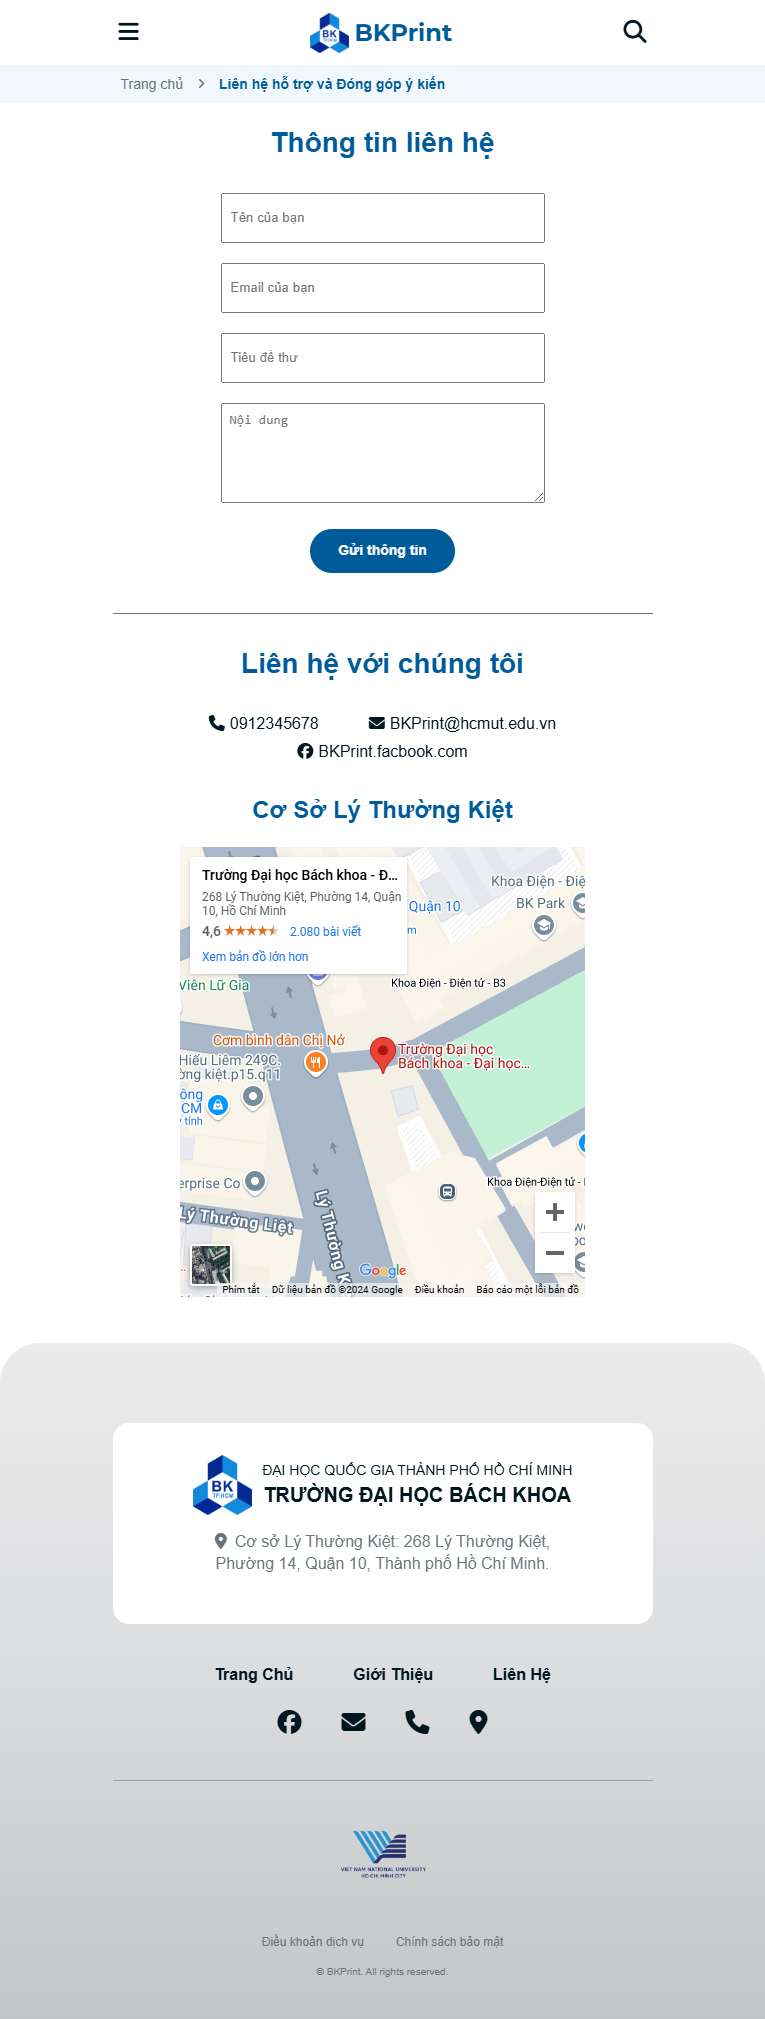 BK
TP.HCM
BKPrint
Trang chủ > Liên hệ hỗ trợ và Đóng góp ý kiến
Thông tin liên hệ
Tên của bạn
Email của bạn
Tiêu đề thư
Nội dung
Gửi thông tin
Liên hệ với chúng tôi
0912345678
BKPrint@hcmut.edu.vn
BKPrint.facbook.com
Cơ Sở Lý Thường Kiệt
Trường Đại học Bách khoa - Đ...
268 Lý Thường Kiệt, Phường 14, Quận
10, Hồ Chí Minh
4,6
2.080 bài viết
Xem bản đồ lớn hơn
Khoa Điện - Điệ
BK Park
Quận 10
m
Viên Lữ Gia
Khoa Điện - Điện tử - B3
Cơm bình dân Chị Nở
Trường Đại học
Bách khoa - Đại học...
Hiếu Liêm 249C.
ờng kiệt.p15.q11
ông
CM
tính
Khoa Điện-Điện tử -
erprise Co
Lý Thường Liệt
Lý Thường K
Google
Phím tắt
Dữ liệu bản đồ ©2024 Google
Điều khoản
Báo cáo một lỗi bản đồ
BK
TP.HCM
ĐẠI HỌC QUỐC GIA THÀNH PHỐ HỒ CHÍ MINH
TRƯỜNG ĐẠI HỌC BÁCH KHOA
Cơ sở Lý Thường Kiệt: 268 Lý Thường Kiệt,
Phường 14, Quận 10, Thành phố Hồ Chí Minh.
Trang Chủ
Giới Thiệu
Liên Hệ
VIET NAM NATIONAL UNIVERSITY
HO CHI MINH CITY
Điều khoản dịch vụ
Chính sách bảo mật
© BKPrint. All rights reserved.